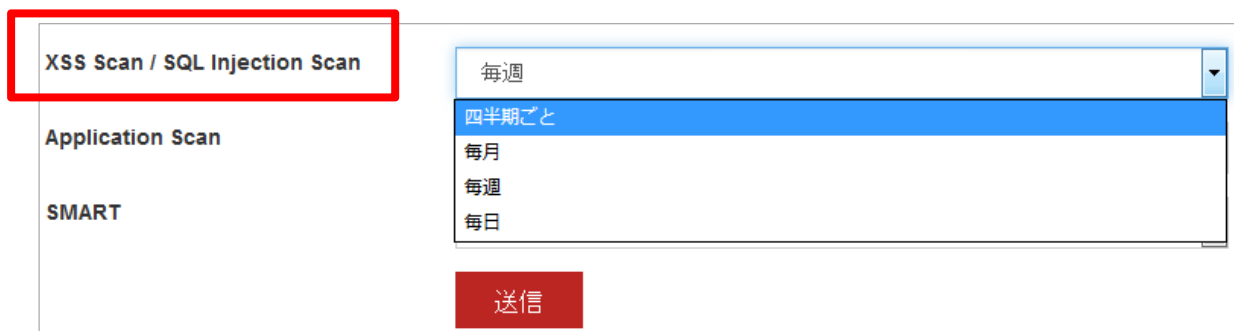 XSS Scan / SQL Injection Scan
毎週
四半期ごと
Application Scan
毎月
毎週
SMART
毎日
送信